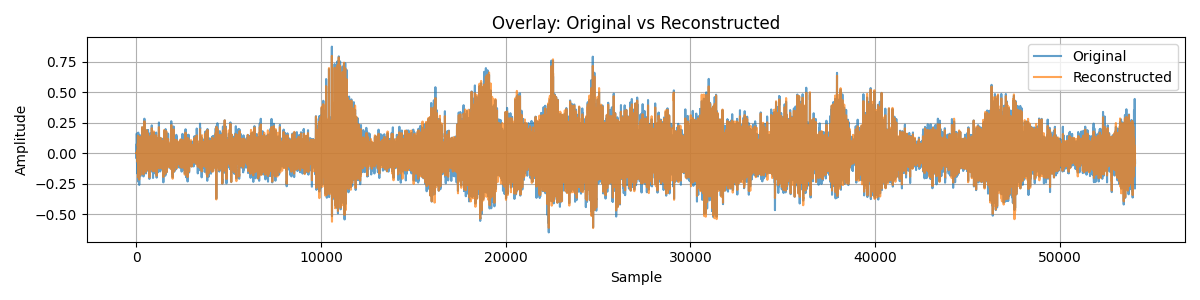 Overlay: Original vs Reconstructed
Original
Reconstructed
Amplitude
0.75
0.50
0.25
0.00
−0.25
−0.50
0 10000 20000 30000 40000 50000
Sample